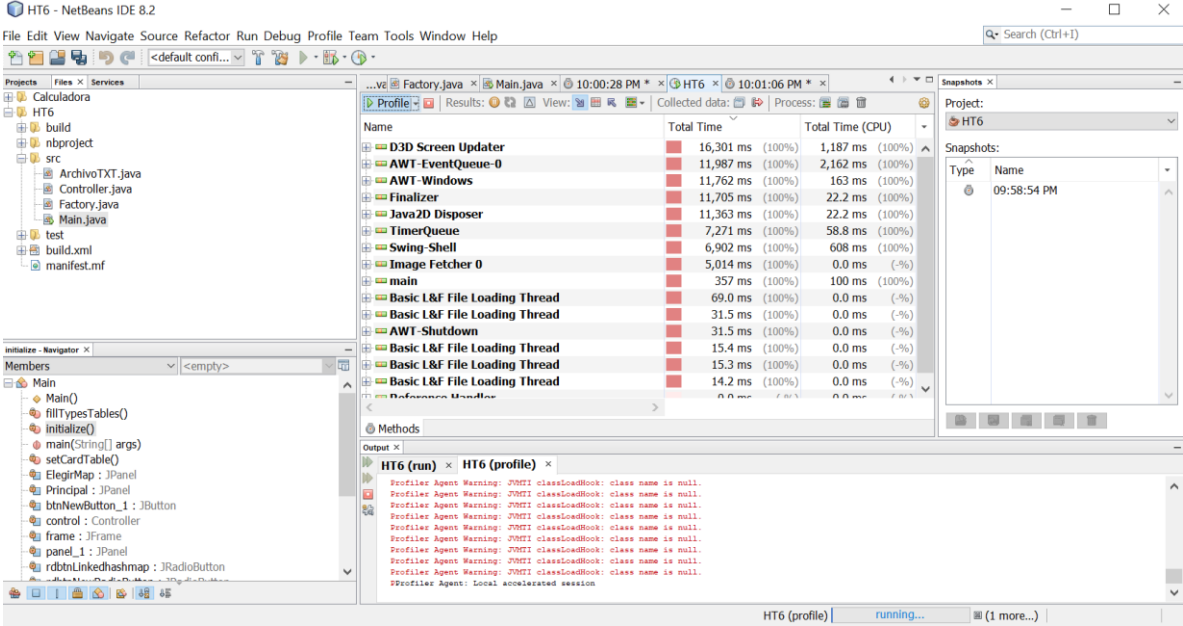 HT6 - NetBeans IDE 8.2
File Edit View Navigate Source Refactor Run Debug Profile Team Tools Window Help
Search (Ctrl+I)
<default confi...
Projects Files Services
Calculadora
HT6
build
nbproject
src
ArchivoTXT.java
Controller.java
Factory.java
Main.java
test
build.xml
manifest.mf
initialize - Navigator
Members <empty>
Main
Main()
fillTypesTables()
initialize()
main(String[] args)
setCardTable()
ElegirMap : JPanel
Principal : JPanel
btnNewButton_1 : JButton
control : Controller
frame : JFrame
panel_1 : JPanel
rdbtnLinkedhashmap : JRadioButton
...va Factory.java Main.java 10:00:28 PM * HT6 10:01:06 PM *
Profile Results: View: Collected data: Process:
Name Total Time Total Time (CPU)
D3D Screen Updater 16,301 ms (100%) 1,187 ms (100%)
AWT-EventQueue-0 11,987 ms (100%) 2,162 ms (100%)
AWT-Windows 11,762 ms (100%) 163 ms (100%)
Finalizer 11,705 ms (100%) 22.2 ms (100%)
Java2D Disposer 11,363 ms (100%) 22.2 ms (100%)
TimerQueue 7,271 ms (100%) 58.8 ms (100%)
Swing-Shell 6,902 ms (100%) 608 ms (100%)
Image Fetcher 0 5,014 ms (100%) 0.0 ms (-%)
main 357 ms (100%) 100 ms (100%)
Basic L&F File Loading Thread 69.0 ms (100%) 0.0 ms (-%)
Basic L&F File Loading Thread 31.5 ms (100%) 0.0 ms (-%)
AWT-Shutdown 31.5 ms (100%) 0.0 ms (-%)
Basic L&F File Loading Thread 15.4 ms (100%) 0.0 ms (-%)
Basic L&F File Loading Thread 15.3 ms (100%) 0.0 ms (-%)
Basic L&F File Loading Thread 14.2 ms (100%) 0.0 ms (-%)
Methods
Output
HT6 (run) HT6 (profile)
Profiler Agent Warning: JVMTI classLoadHook: class name is null.
Profiler Agent Warning: JVMTI classLoadHook: class name is null.
Profiler Agent Warning: JVMTI classLoadHook: class name is null.
Profiler Agent Warning: JVMTI classLoadHook: class name is null.
Profiler Agent Warning: JVMTI classLoadHook: class name is null.
Profiler Agent Warning: JVMTI classLoadHook: class name is null.
Profiler Agent Warning: JVMTI classLoadHook: class name is null.
Profiler Agent Warning: JVMTI classLoadHook: class name is null.
Profiler Agent Warning: JVMTI classLoadHook: class name is null.
PProfiler Agent: Local accelerated session
Snapshots
Project:
HT6
Snapshots:
Type Name
09:58:54 PM
HT6 (profile) running... (1 more...)